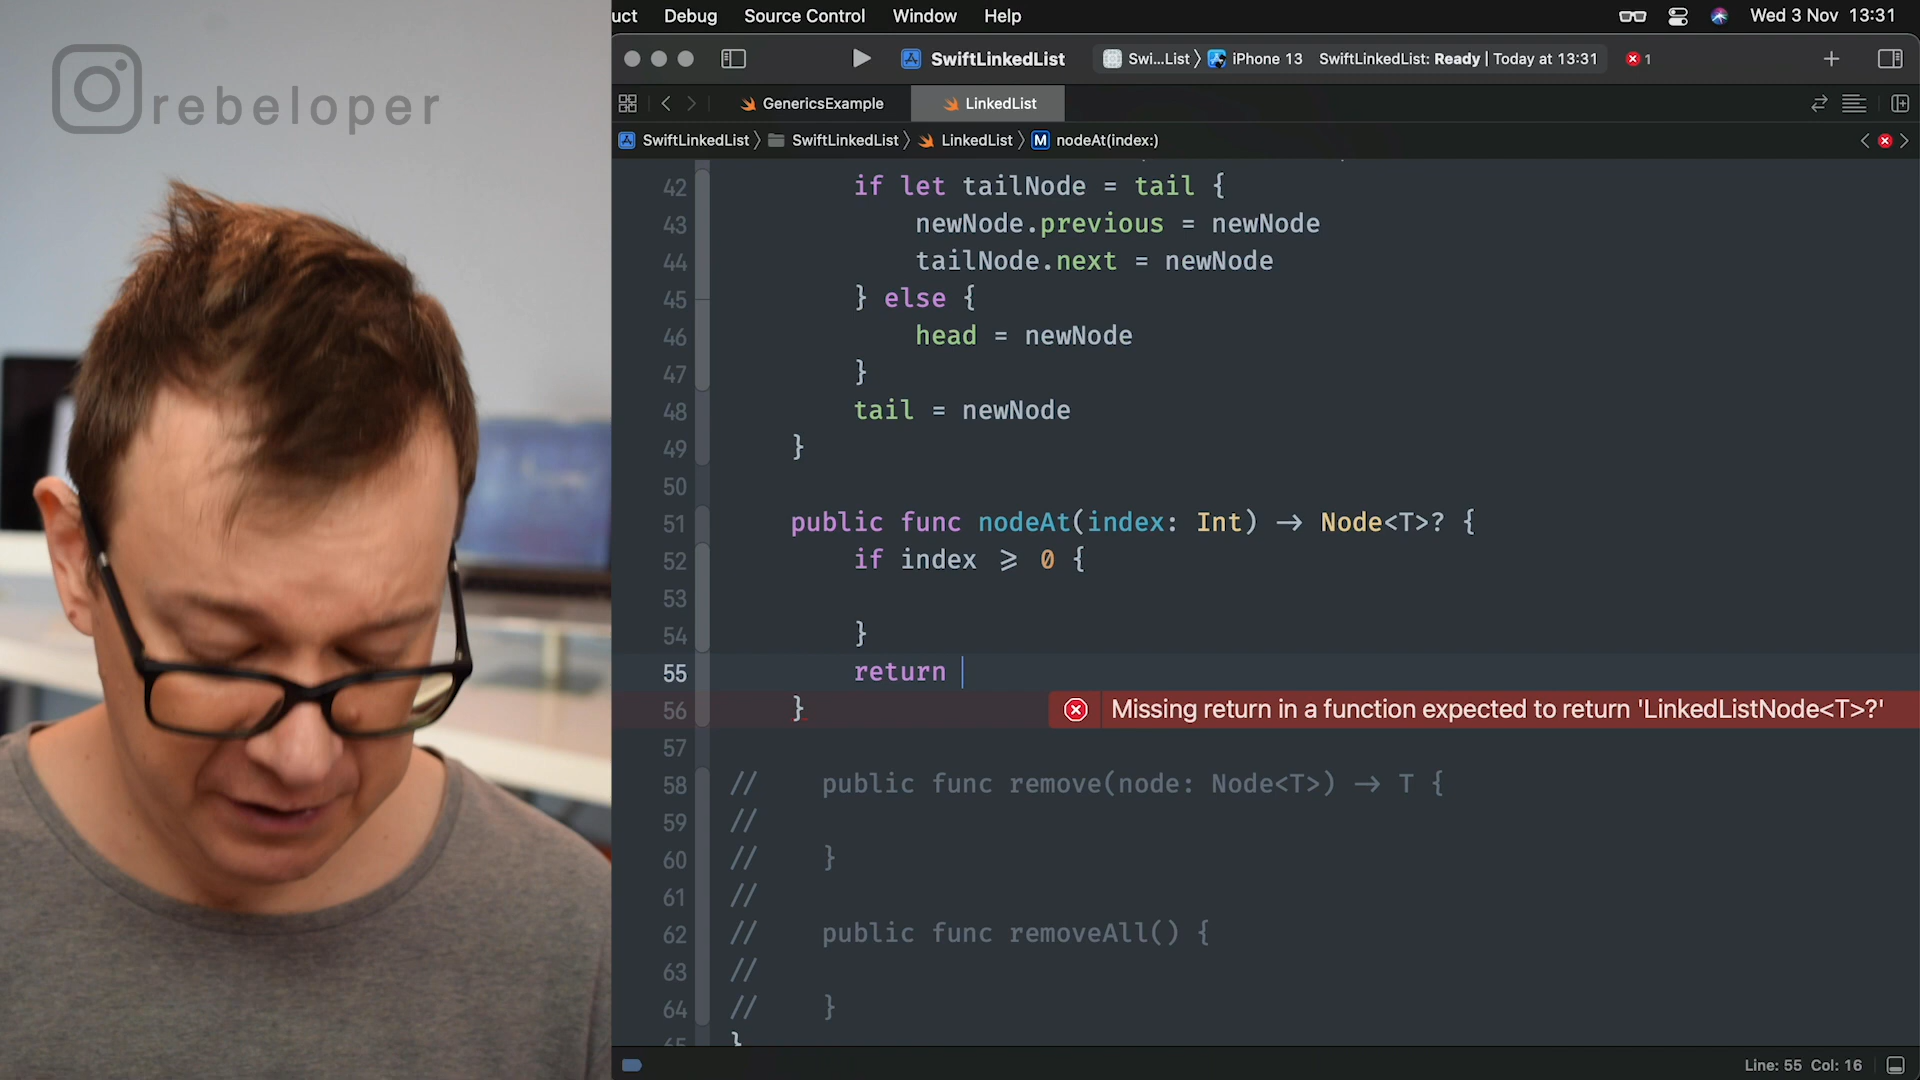 uct Debug Source Control Window Help Wed 3 Nov 13:31
rebeloper
SwiftLinkedList Swi...List iPhone 13 SwiftLinkedList: Ready | Today at 13:31 1
GenericsExample LinkedList
SwiftLinkedList SwiftLinkedList LinkedList M nodeAt(index:)
42 if let tailNode = tail {
43 newNode.previous = newNode
44 tailNode.next = newNode
45 } else {
46 head = newNode
47 }
48 tail = newNode
49 }
50
51 public func nodeAt(index: Int) → Node<T>? {
52 if index ⩾ 0 {
53
54 }
55 return
56 } Missing return in a function expected to return 'LinkedListNode<T>?'
57
58 // public func remove(node: Node<T>) → T {
59 //
60 // }
61 //
62 // public func removeAll() {
63 //
64 // }
65 }
Line: 55 Col: 16